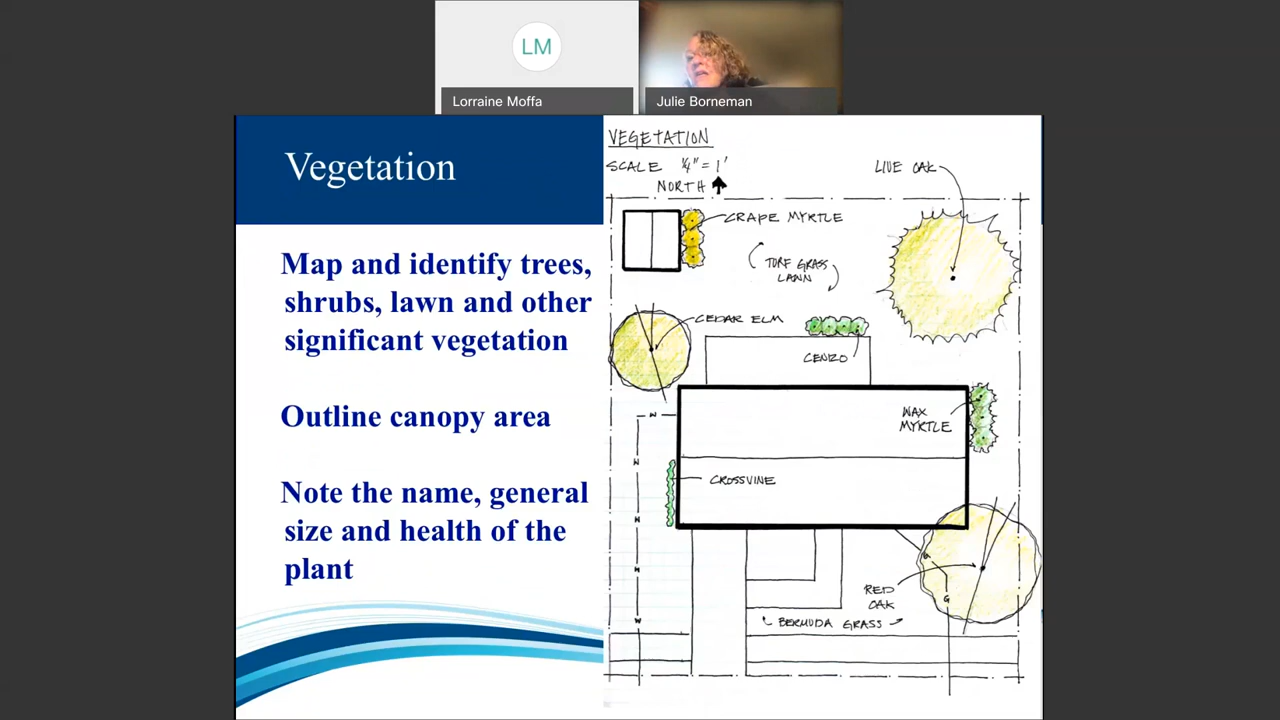 LM
Lorraine Moffa
Julie Borneman
Vegetation
Map and identify trees,
shrubs, lawn and other
significant vegetation
Outline canopy area
Note the name, general
size and health of the
plant
VEGETATION
SCALE 1/4" = 1'
NORTH
LIVE OAK
CRAPE MYRTLE
TURF GRASS
LAWN
CEDAR ELM
CENIZO
W
WAX
MYRTLE
W
CROSSVINE
W
G
W
RED
OAK
G
W
BERMUDA GRASS